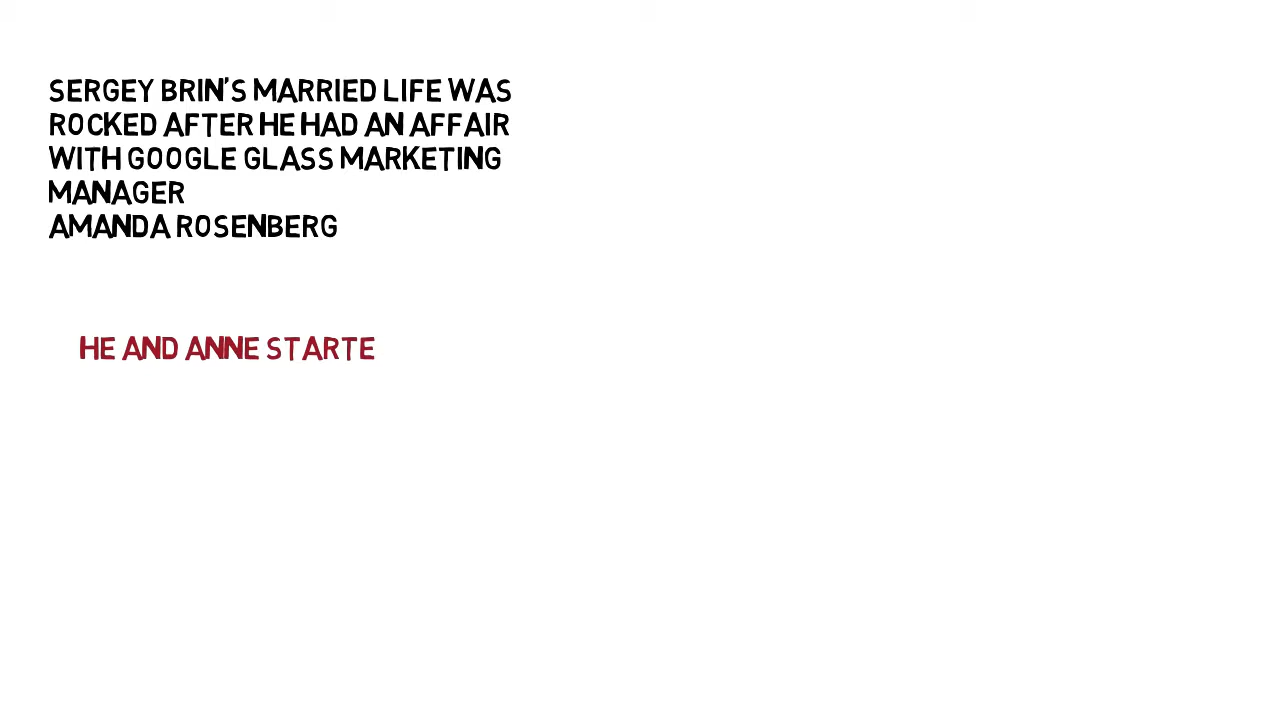 SERGEY BRIN'S MARRIED LIFE WAS
ROCKED AFTER HE HAD AN AFFAIR
WITH GOOGLE GLASS MARKETING
MANAGER
AMANDA ROSENBERG
HE AND ANNE STARTE